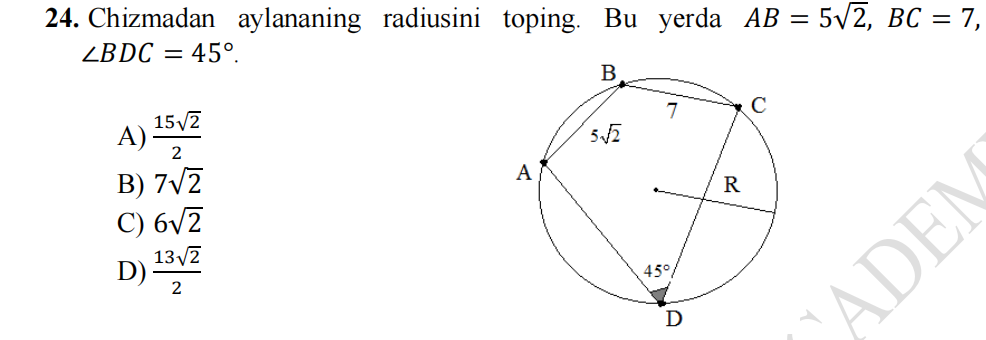 24. Chizmadan aylananing radiusini toping. Bu yerda AB = 5√2, BC = 7,
∠BDC = 45°.
A) 15√2/2
B) 7√2
C) 6√2
D) 13√2/2
B
C
7
5√2
A
R
45°
D
ADEM